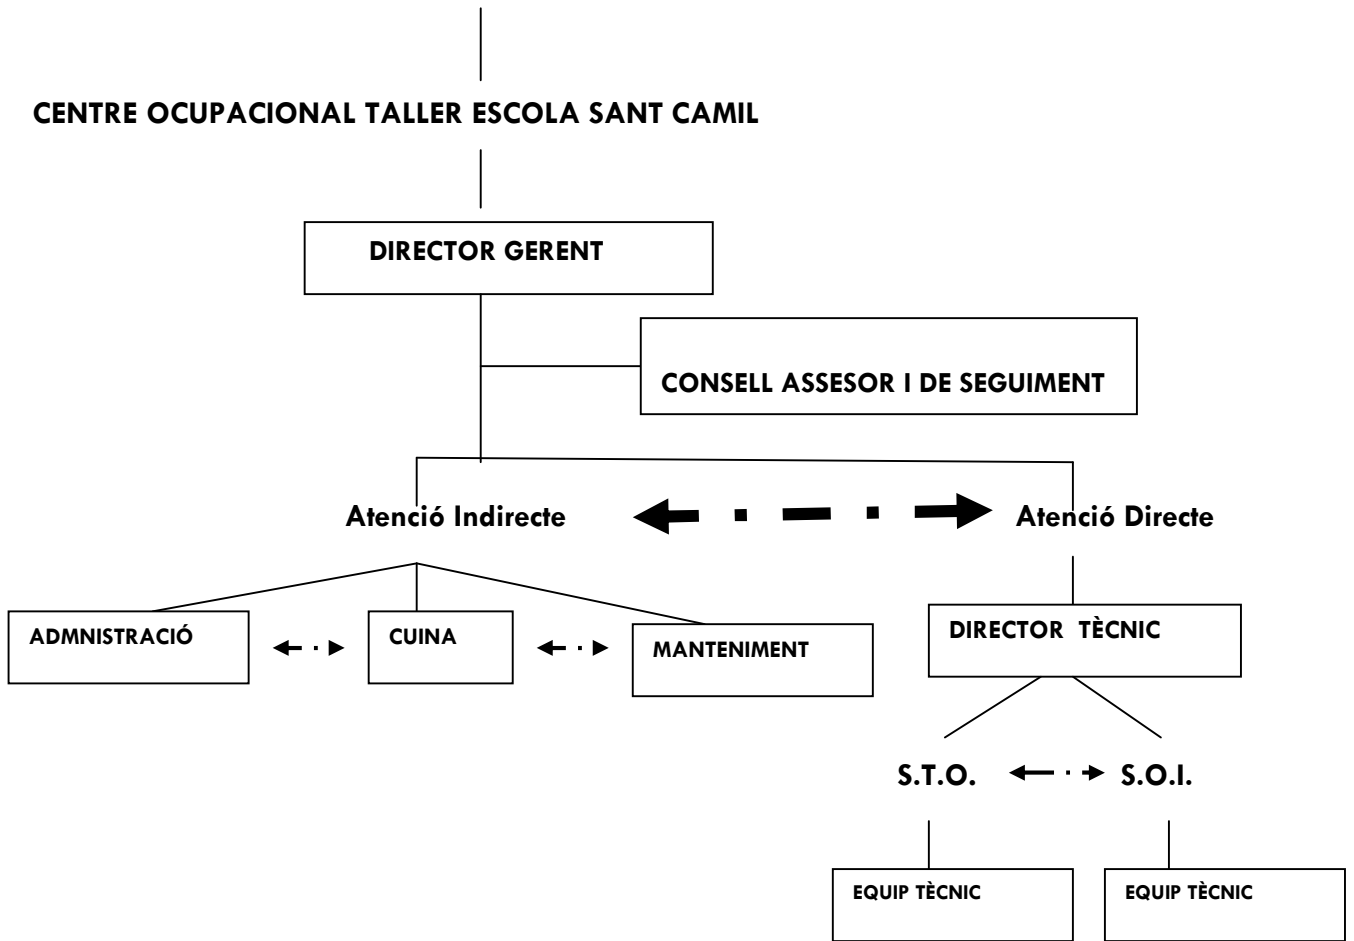 CENTRE OCUPACIONAL TALLER ESCOLA SANT CAMIL
DIRECTOR GERENT
CONSELL ASSESOR I DE SEGUIMENT
Atenció Indirecte
Atenció Directe
ADMNISTRACIÓ
CUINA
MANTENIMENT
DIRECTOR TÈCNIC
S.T.O.
S.O.I.
EQUIP TÈCNIC
EQUIP TÈCNIC